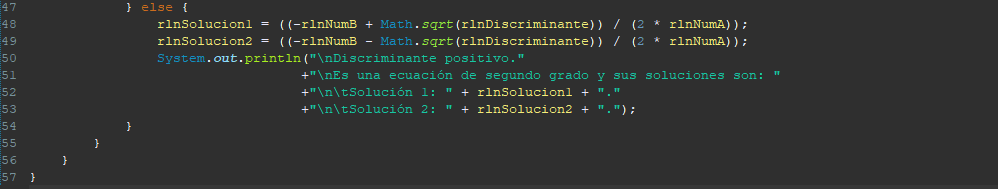 47 } else {
48 rlnSolucion1 = ((-rlnNumB + Math.sqrt(rlnDiscriminante)) / (2 * rlnNumA));
49 rlnSolucion2 = ((-rlnNumB - Math.sqrt(rlnDiscriminante)) / (2 * rlnNumA));
50 System.out.println("\nDiscriminante positivo."
51 +"\nEs una ecuación de segundo grado y sus soluciones son: "
52 +"\n\tSolución 1: " + rlnSolucion1 + "."
53 +"\n\tSolución 2: " + rlnSolucion2 + ".");
54 }
55 }
56 }
57 }